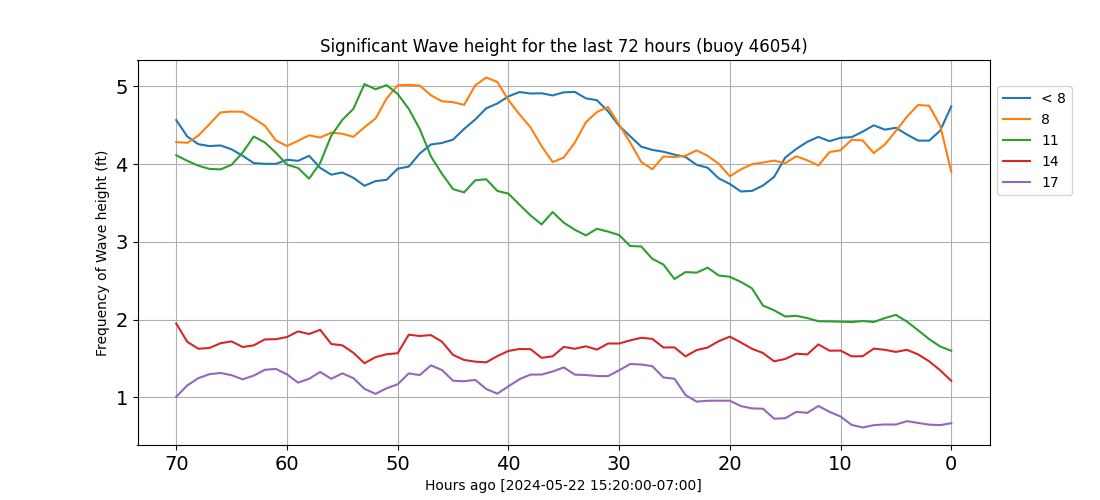 Significant Wave height for the last 72 hours (buoy 46054)
Frequency of Wave height (ft)
5
4
3
2
1
70 60 50 40 30 20 10 0
Hours ago [2024-05-22 15:20:00-07:00]
< 8
8
11
14
17